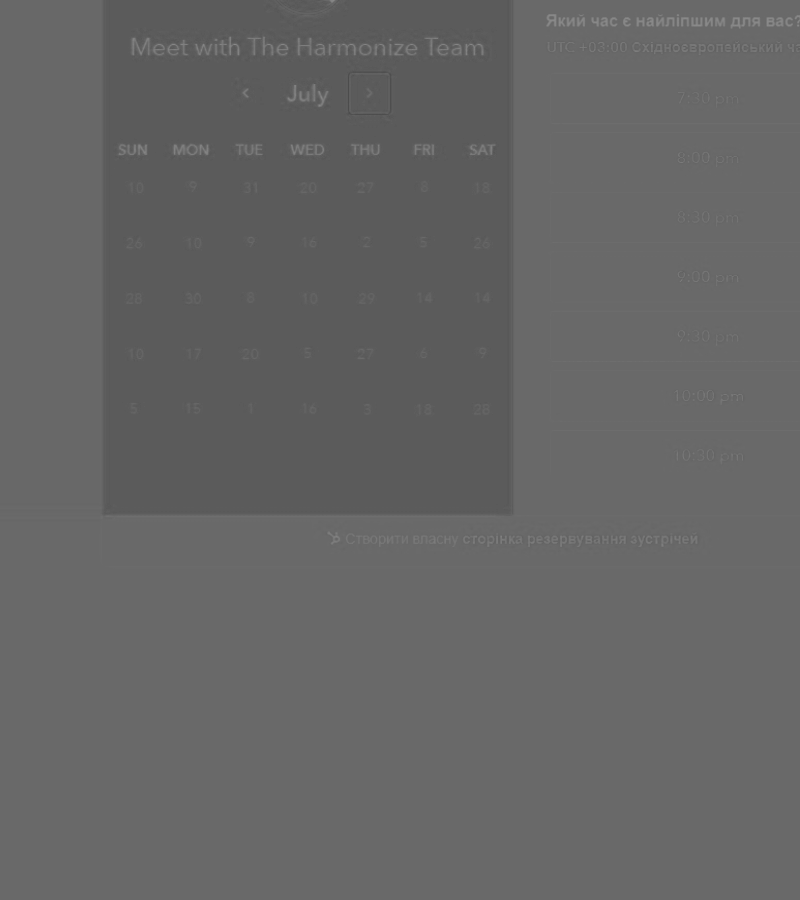 Meet with The Harmonize Team
July
SUN MON TUE WED THU FRI SAT
10 9 31 20 27 8 18
26 10 9 16 2 5 26
28 30 8 10 29 14 14
10 17 20 5 27 6 9
5 15 1 16 3 18 28
Який час є найліпшим для вас?
UTC +03:00 Східноєвропейський
7:30 pm
8:00 pm
8:30 pm
9:00 pm
9:30 pm
10:00 pm
10:30 pm
Створити власну сторінка резервування зустрічей